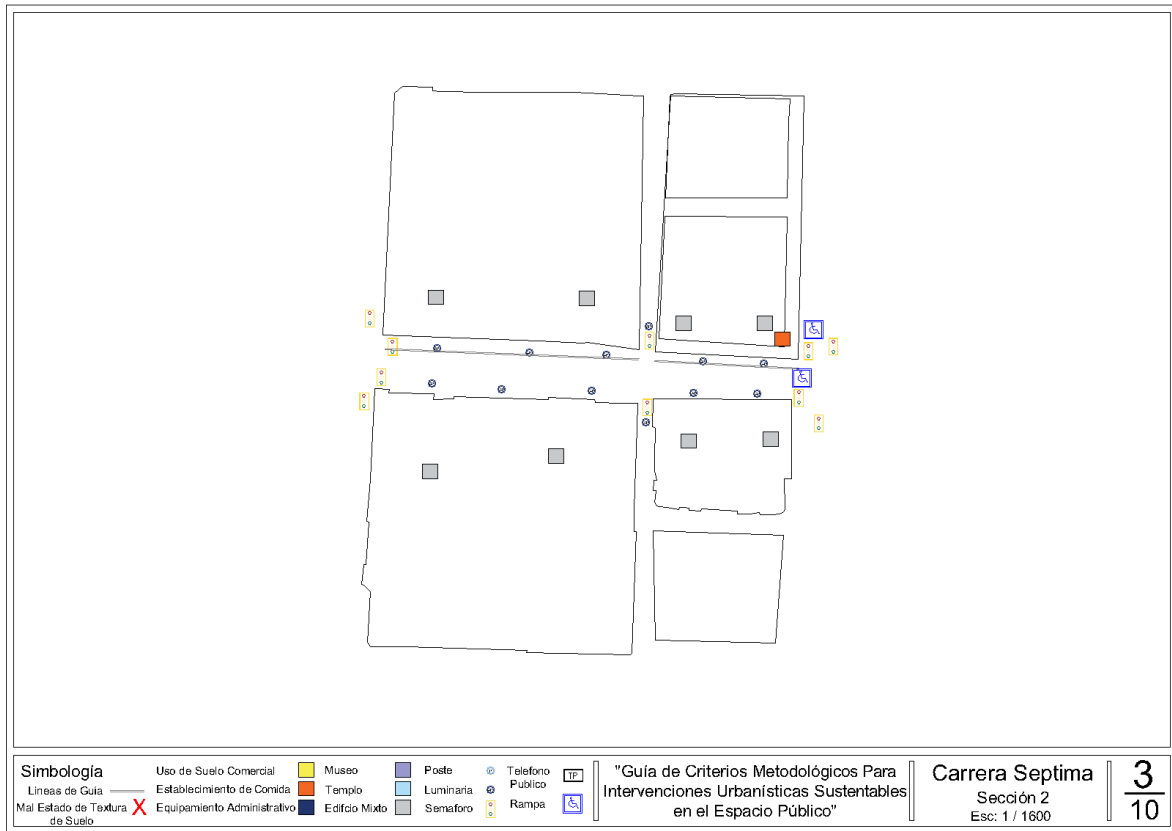 Simbología
Lineas de Guia
Mal Estado de Textura
de Suelo
X
Uso de Suelo Comercial
Establecimiento de Comida
Equipamiento Administrativo
Museo
Templo
Edificio Mixto
Poste
Luminaria
Semaforo
Telefono
Publico
TP
Rampa
"Guía de Criterios Metodológicos Para
Intervenciones Urbanísticas Sustentables
en el Espacio Público"
Carrera Septima
Sección 2
Esc: 1 / 1600
3
10